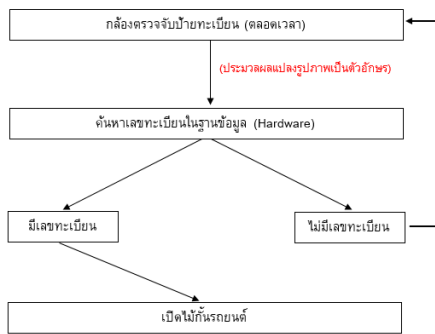 กล้องตรวจจับป้ายทะเบียน (ตลอดเวลา)
(ประมวลผลแปลงรูปภาพเป็นตัวอักษร)
ค้นหาเลขทะเบียนในฐานข้อมูล (Hardware)
มีเลขทะเบียน
ไม่มีเลขทะเบียน
เปิดไม้กั้นรถยนต์